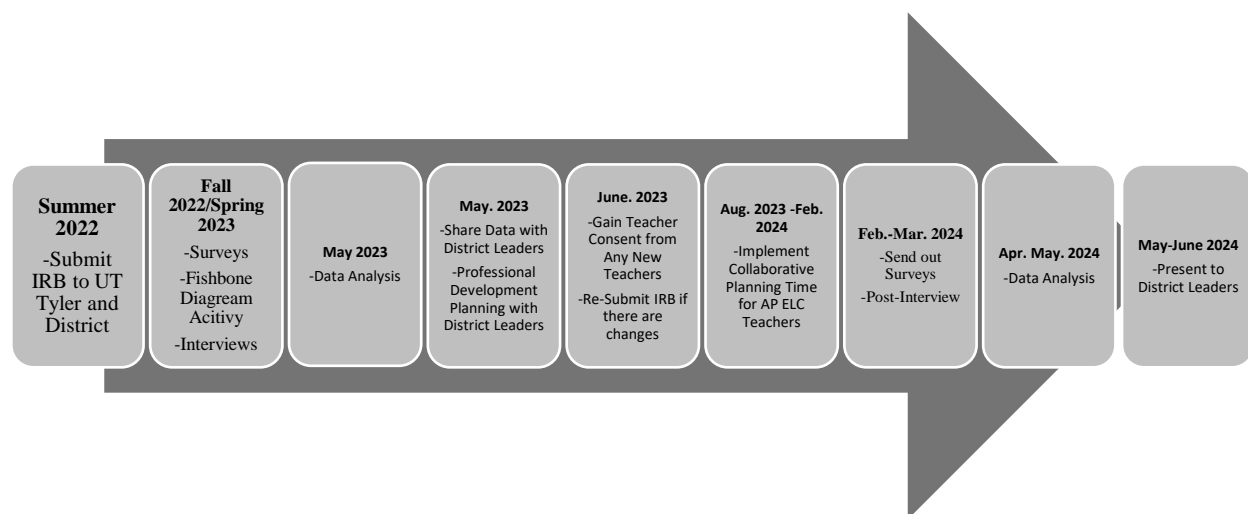 Summer
2022
-Submit
IRB to UT
Tyler and
District
Fall
2022/Spring
2023
-Surveys
-Fishbone
Diagream
Acitivy
-Interviews
May 2023
-Data Analysis
May. 2023
-Share Data with
District Leaders
-Professional
Development
Planning with
District Leaders
June. 2023
-Gain Teacher
Consent from
Any New
Teachers
-Re-Submit IRB if
there are
changes
Aug. 2023 -Feb.
2024
-Implement
Collaborative
Planning Time
for AP ELC
Teachers
Feb.-Mar. 2024
-Send out
Surveys
-Post-Interview
Apr. May. 2024
-Data Analysis
May-June 2024
-Present to
District Leaders